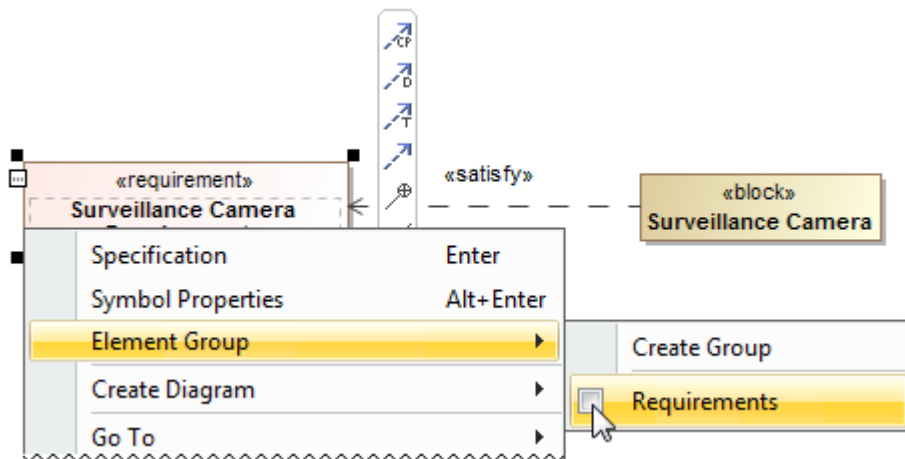 CP
D
T
«requirement»
Surveillance Camera
«satisfy»
«block»
Surveillance Camera
Specification Enter
Symbol Properties Alt+Enter
Element Group
Create Group
Create Diagram
Requirements
Go To